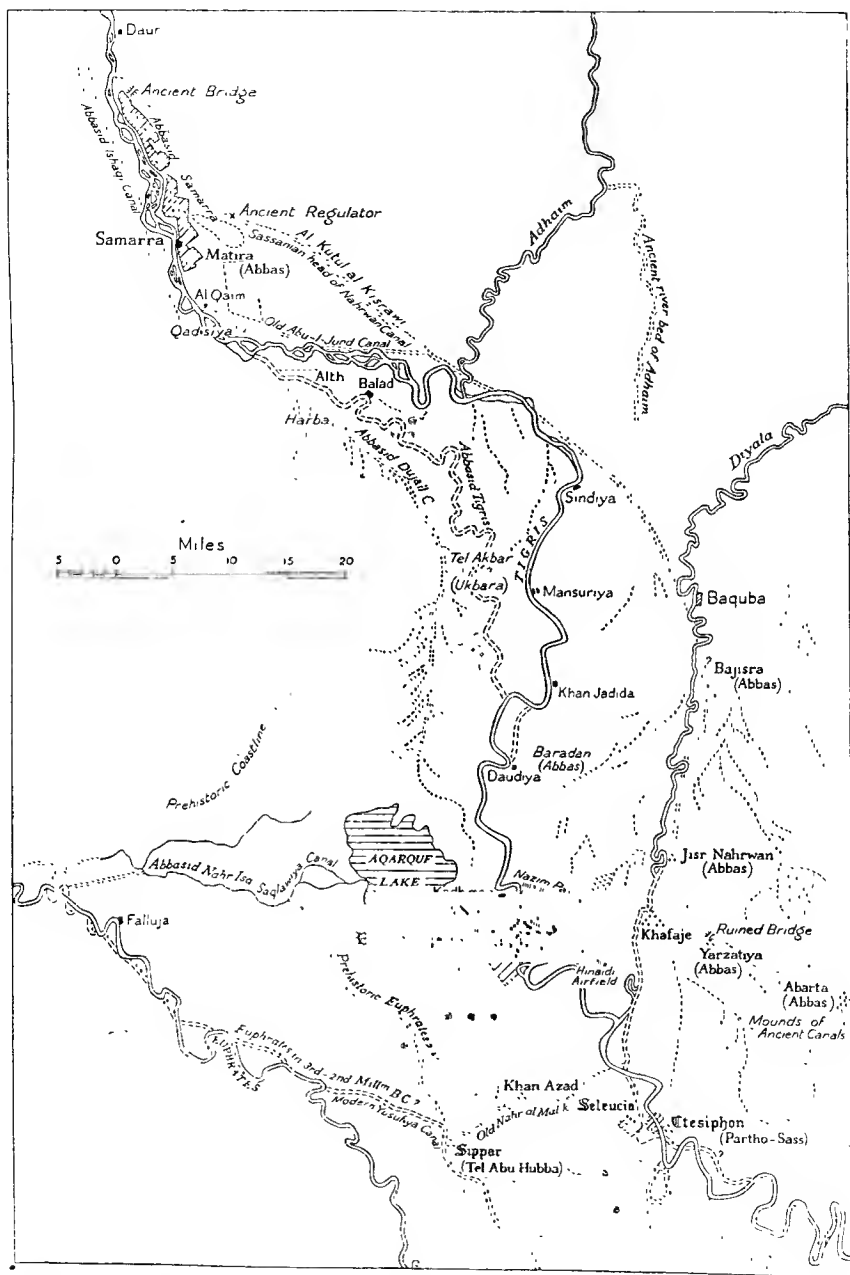 Daur
Ancient Bridge
Abbasid Ishaqi Canal
Abbasid Samarra
Ancient Regulator
Al Kutul al Kisrawi
Sassanian head of Nahrwan Canal
Samarra
Matira
(Abbas)
Adhaim
Ancient river bed of Adhaim
Al Qaim
Qadisiya
Old Abu-l-Jurd Canal
Alth
Balad
Harba
Abbasid Dujail C
Abbasid Tigris
Diyala
Sindiya
TIGRIS
Miles
5 0 5 10 15 20
Tel Akbar
(Ukbara)
Mansuriya
Baquba
Bajisra
(Abbas)
Khan Jadida
Baradan
(Abbas)
Daudiya
Prehistoric Coastline
Abbasid Nahr Isa Saqlawiya Canal
AQARQUF
LAKE
Nazim Pa
Jisr Nahrwan
(Abbas)
Falluja
Khafaje
Ruined Bridge
Yarzatiya
(Abbas)
Hinaidi
Airfield
Abarta
(Abbas)
Prehistoric Euphrates?
Mounds of
Ancient Canals
Euphrates in 3rd-2nd Millm B.C?
EUPHRATES
Modern Yusufiya Canal
Khan Azad
Old Nahr al Malk
Seleucia
Ctesiphon
(Partho-Sass)
Sippar
(Tel Abu Hubba)